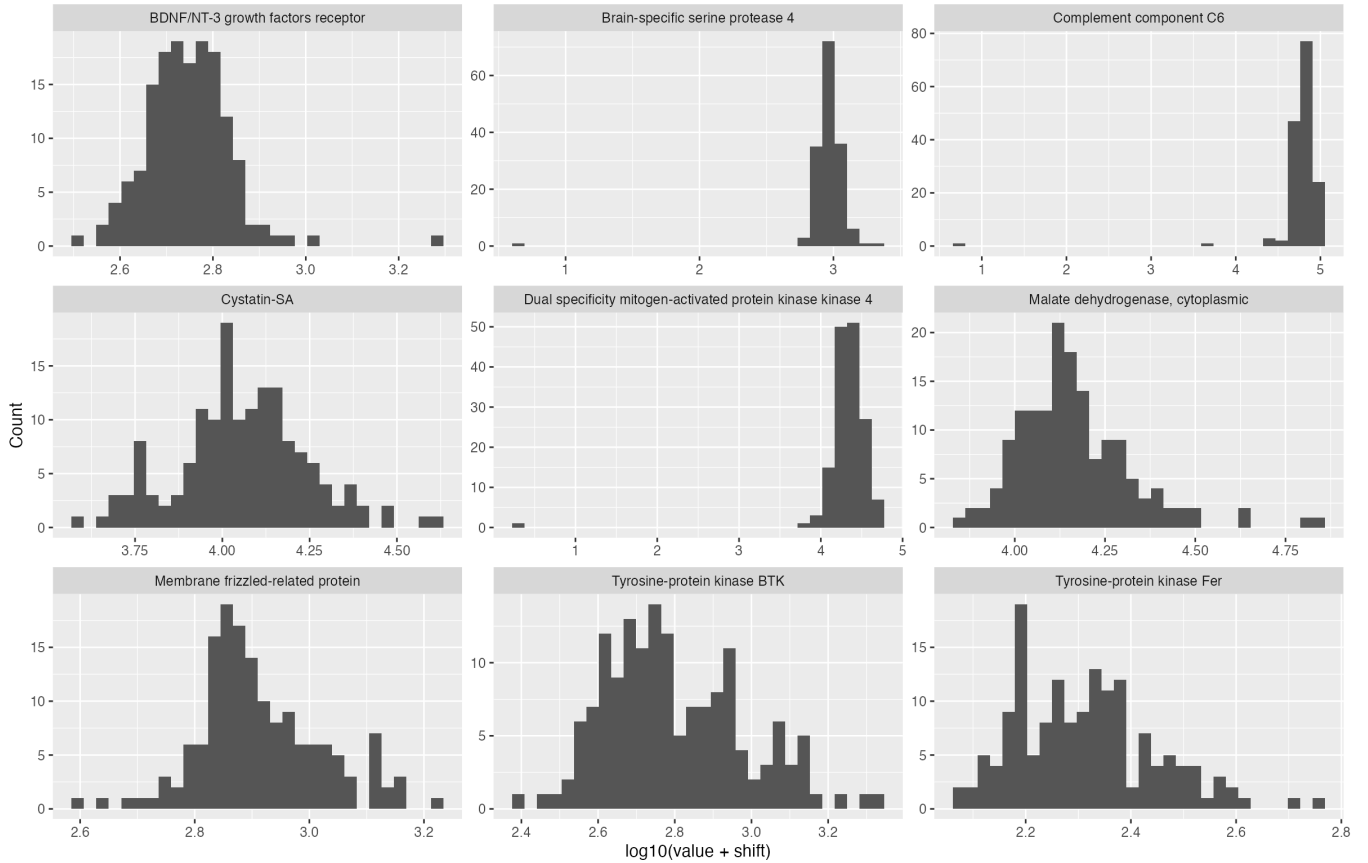 BDNF/NT-3 growth factors receptor
Brain-specific serine protease 4
Complement component C6
15
10
5
0
2.6 2.8 3.0 3.2
60
40
20
0
1 2 3
80
60
40
20
0
1 2 3 4 5
Cystatin-SA
Dual specificity mitogen-activated protein kinase kinase 4
Malate dehydrogenase, cytoplasmic
Count
15
10
5
0
3.75 4.00 4.25 4.50
50
40
30
20
10
0
1 2 3 4 5
20
15
10
5
0
4.00 4.25 4.50 4.75
Membrane frizzled-related protein
Tyrosine-protein kinase BTK
Tyrosine-protein kinase Fer
15
10
5
0
2.6 2.8 3.0 3.2
10
5
0
2.4 2.6 2.8 3.0 3.2
15
10
5
0
2.2 2.4 2.6 2.8
log10(value + shift)